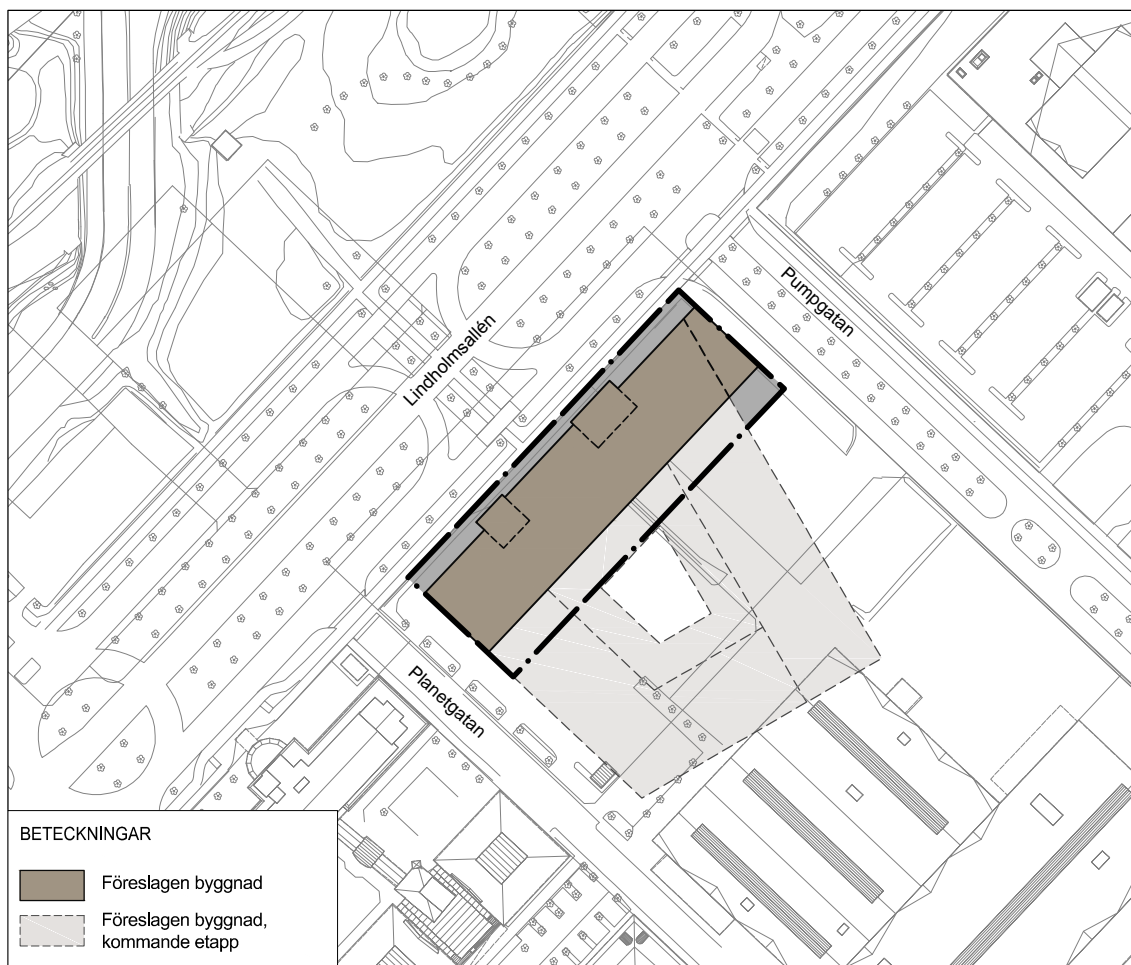 Pumpgatan
Lindholmsallén
Planetgatan
BETECKNINGAR
Föreslagen byggnad
Föreslagen byggnad,
kommande etapp